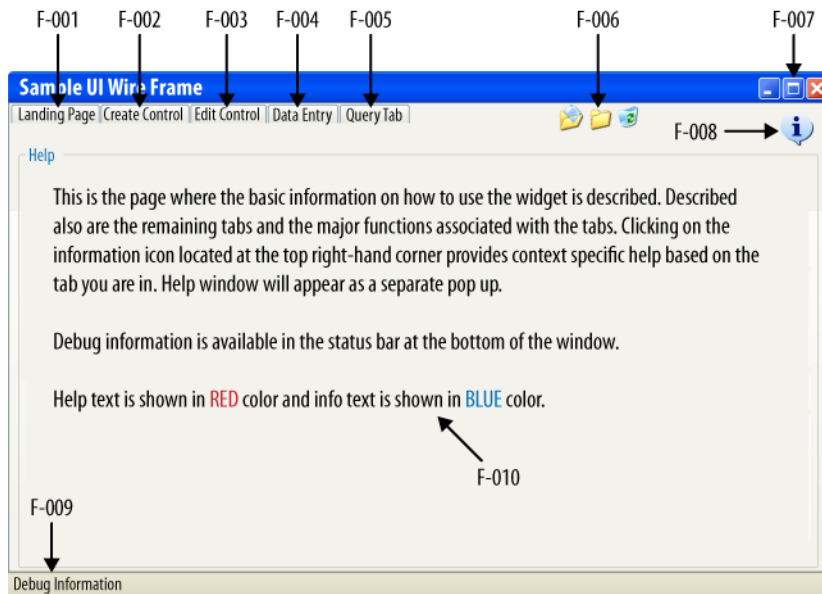 F-001 F-002 F-003 F-004 F-005 F-006 F-007
Sample UI Wire Frame
Landing Page Create Control Edit Control Data Entry Query Tab
F-008
Help
This is the page where the basic information on how to use the widget is described. Described
also are the remaining tabs and the major functions associated with the tabs. Clicking on the
information icon located at the top right-hand corner provides context specific help based on the
tab you are in. Help window will appear as a separate pop up.
Debug information is available in the status bar at the bottom of the window.
Help text is shown in RED color and info text is shown in BLUE color.
F-010
F-009
Debug Information